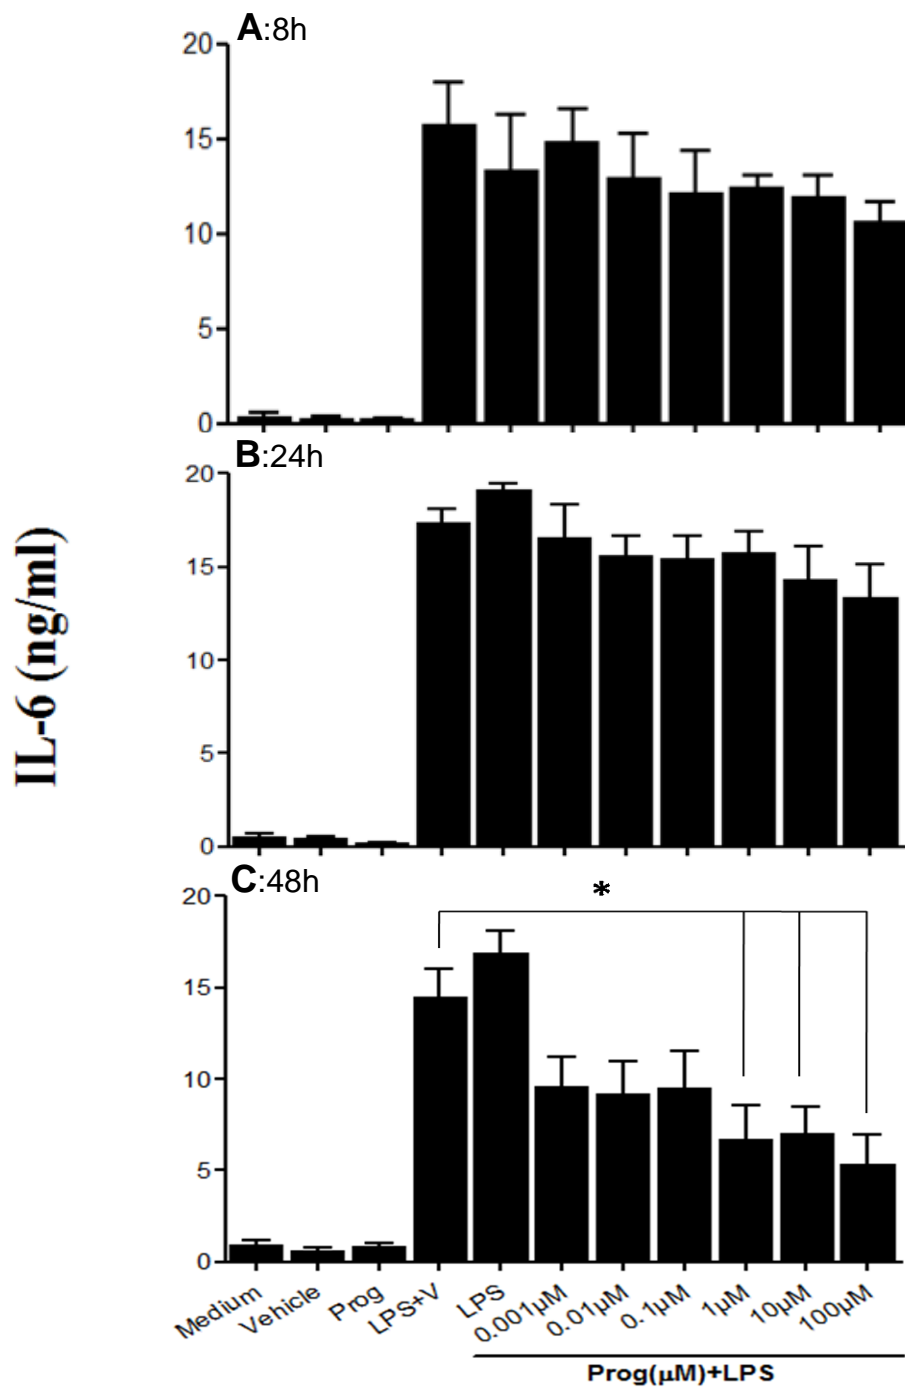 A:8h
20
15
10
5
0
B:24h
20
15
10
5
0
IL-6 (ng/ml)
C:48h
*
20
15
10
5
0
Medium
Vehicle
Prog
LPS+V
LPS
0.001µM
0.01µM
0.1µM
1µM
10µM
100µM
Prog(µM)+LPS